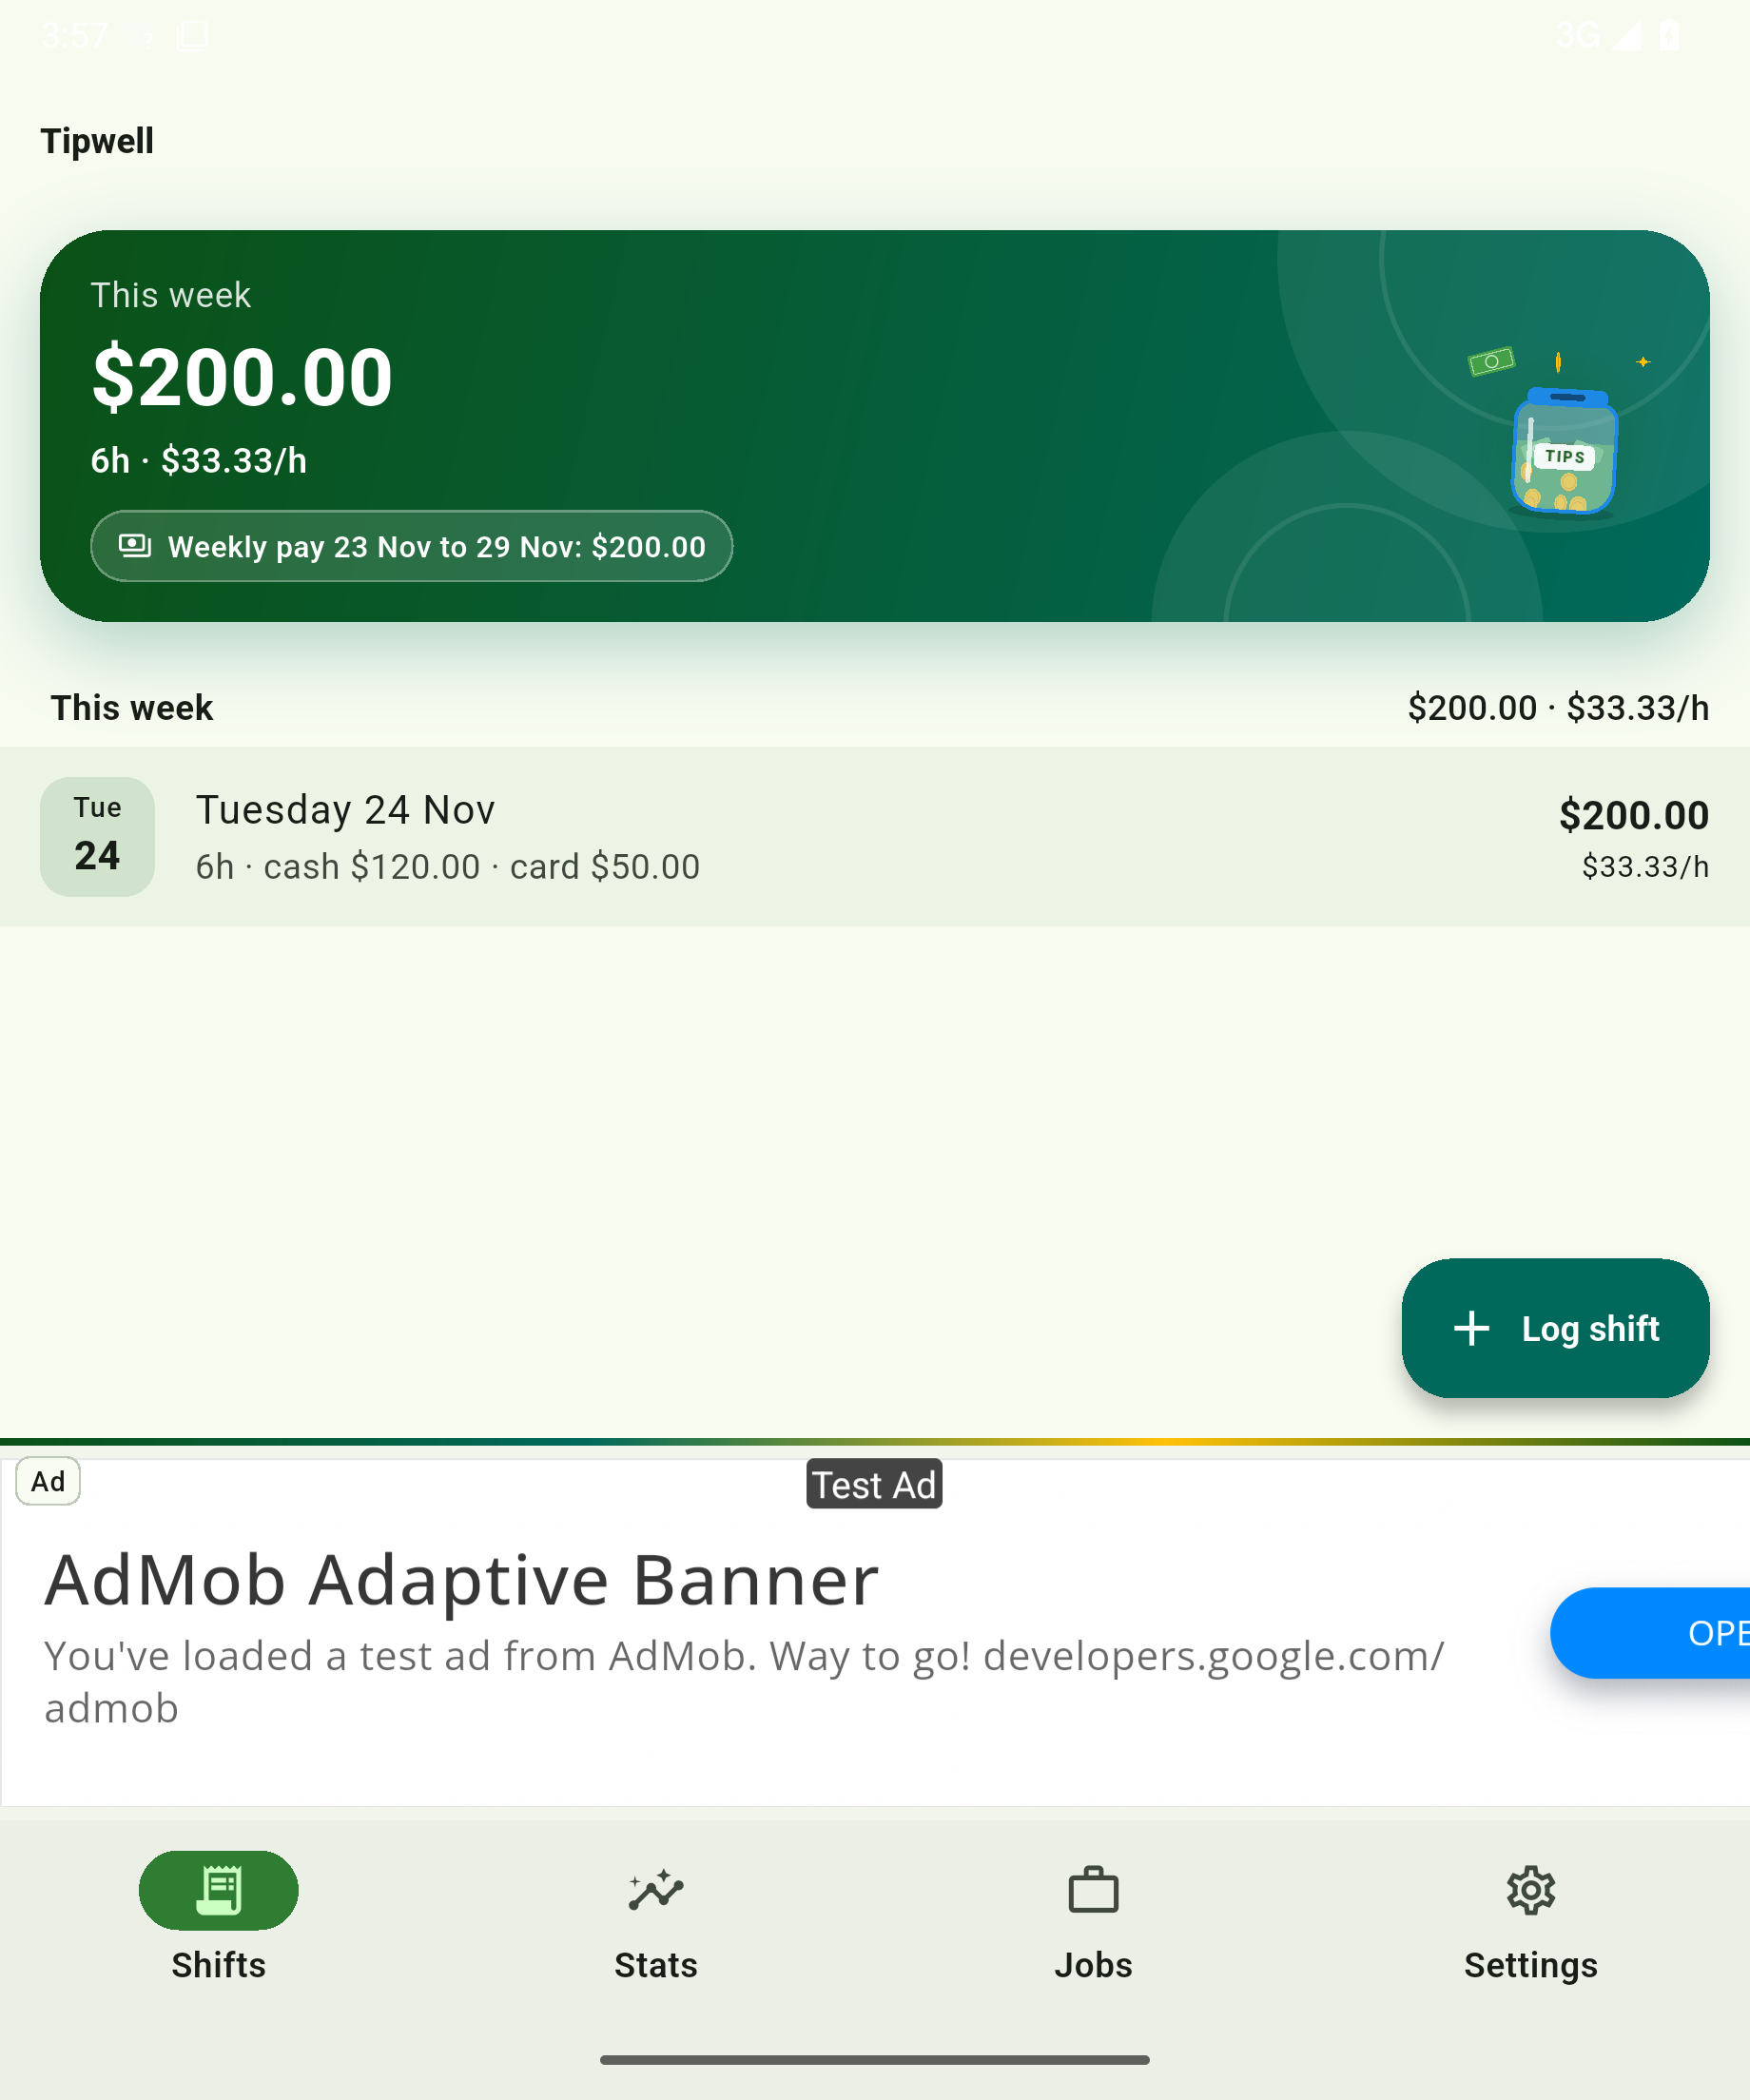 3:57
3G
Tipwell
This week
$200.00
6h · $33.33/h
TIPS
Weekly pay 23 Nov to 29 Nov: $200.00
This week
$200.00 · $33.33/h
Tue
24
Tuesday 24 Nov
6h · cash $120.00 · card $50.00
$200.00
$33.33/h
Log shift
Ad
Test Ad
AdMob Adaptive Banner
You've loaded a test ad from AdMob. Way to go! developers.google.com/
admob
OPE
Shifts
Stats
Jobs
Settings